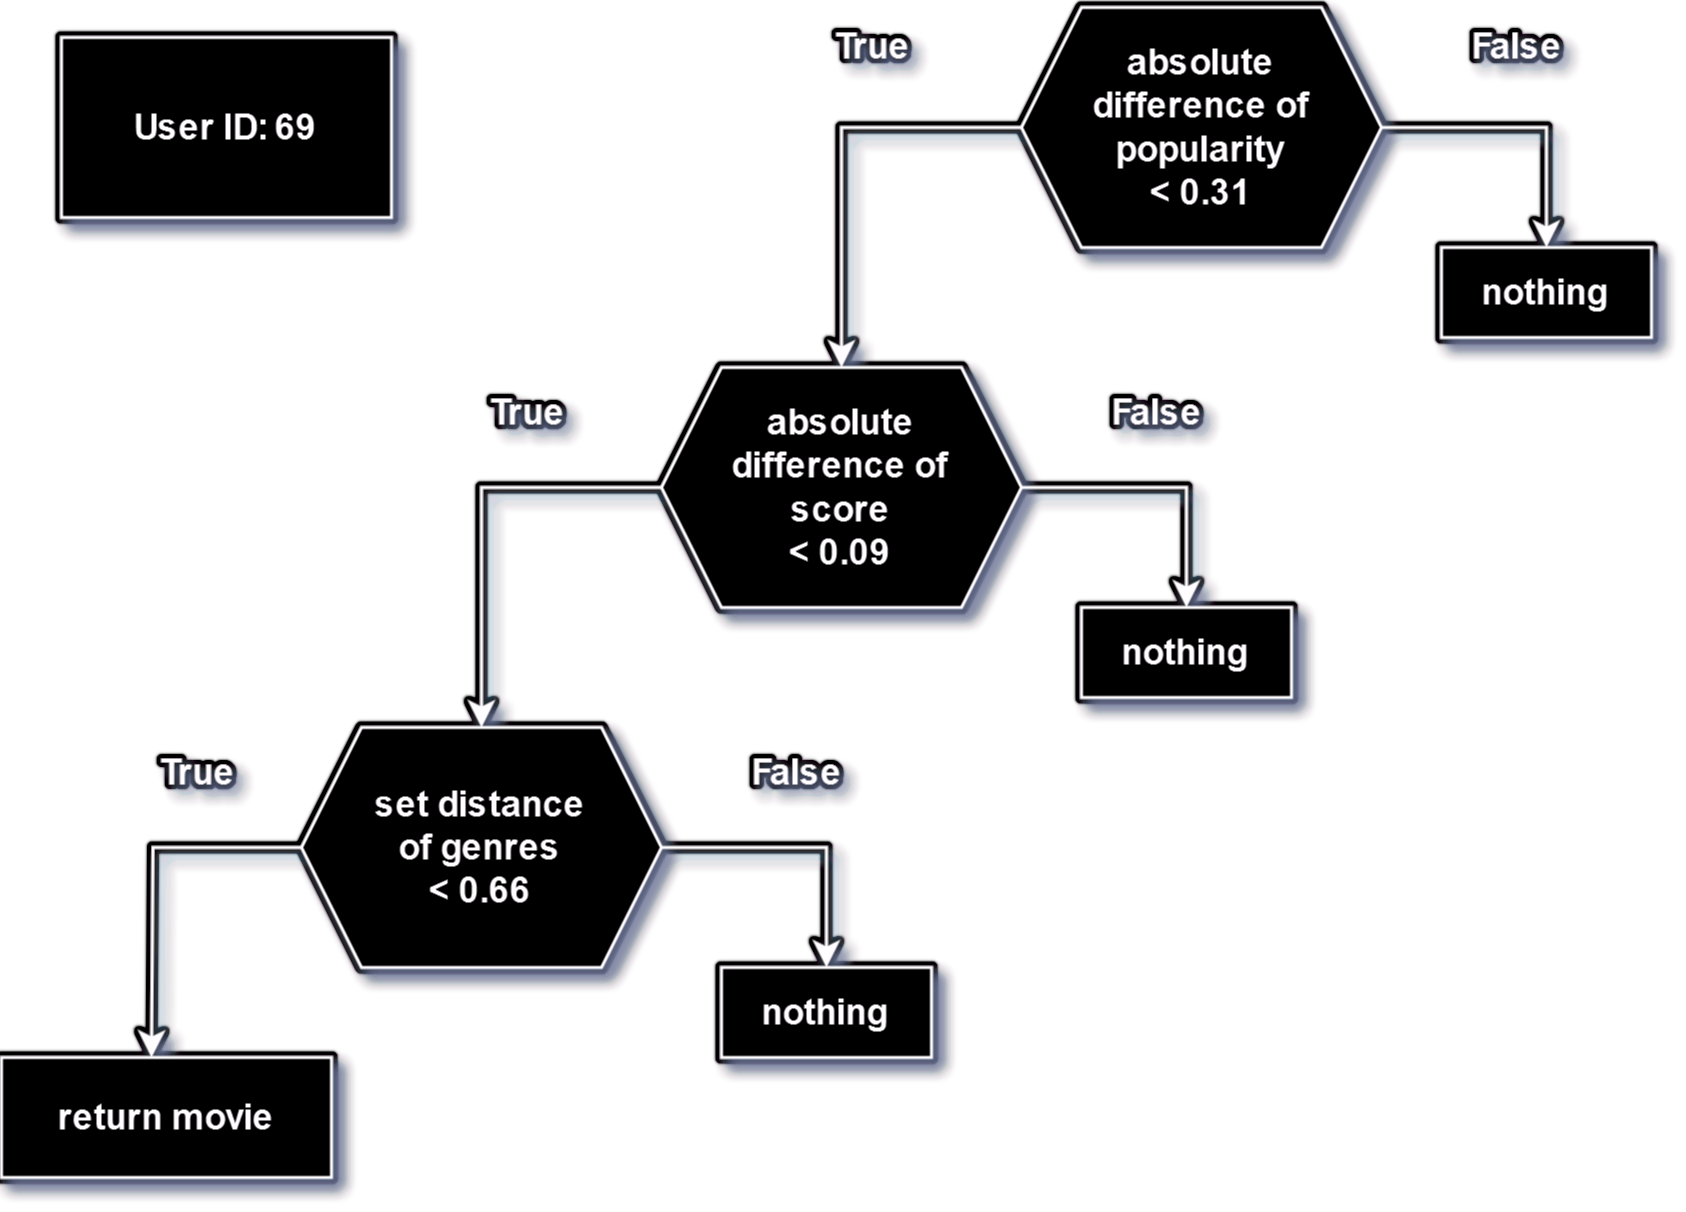 True
absolute
difference of
popularity
< 0.31
False
User ID: 69
nothing
True
absolute
difference of
score
< 0.09
False
nothing
True
set distance
of genres
< 0.66
False
nothing
return movie